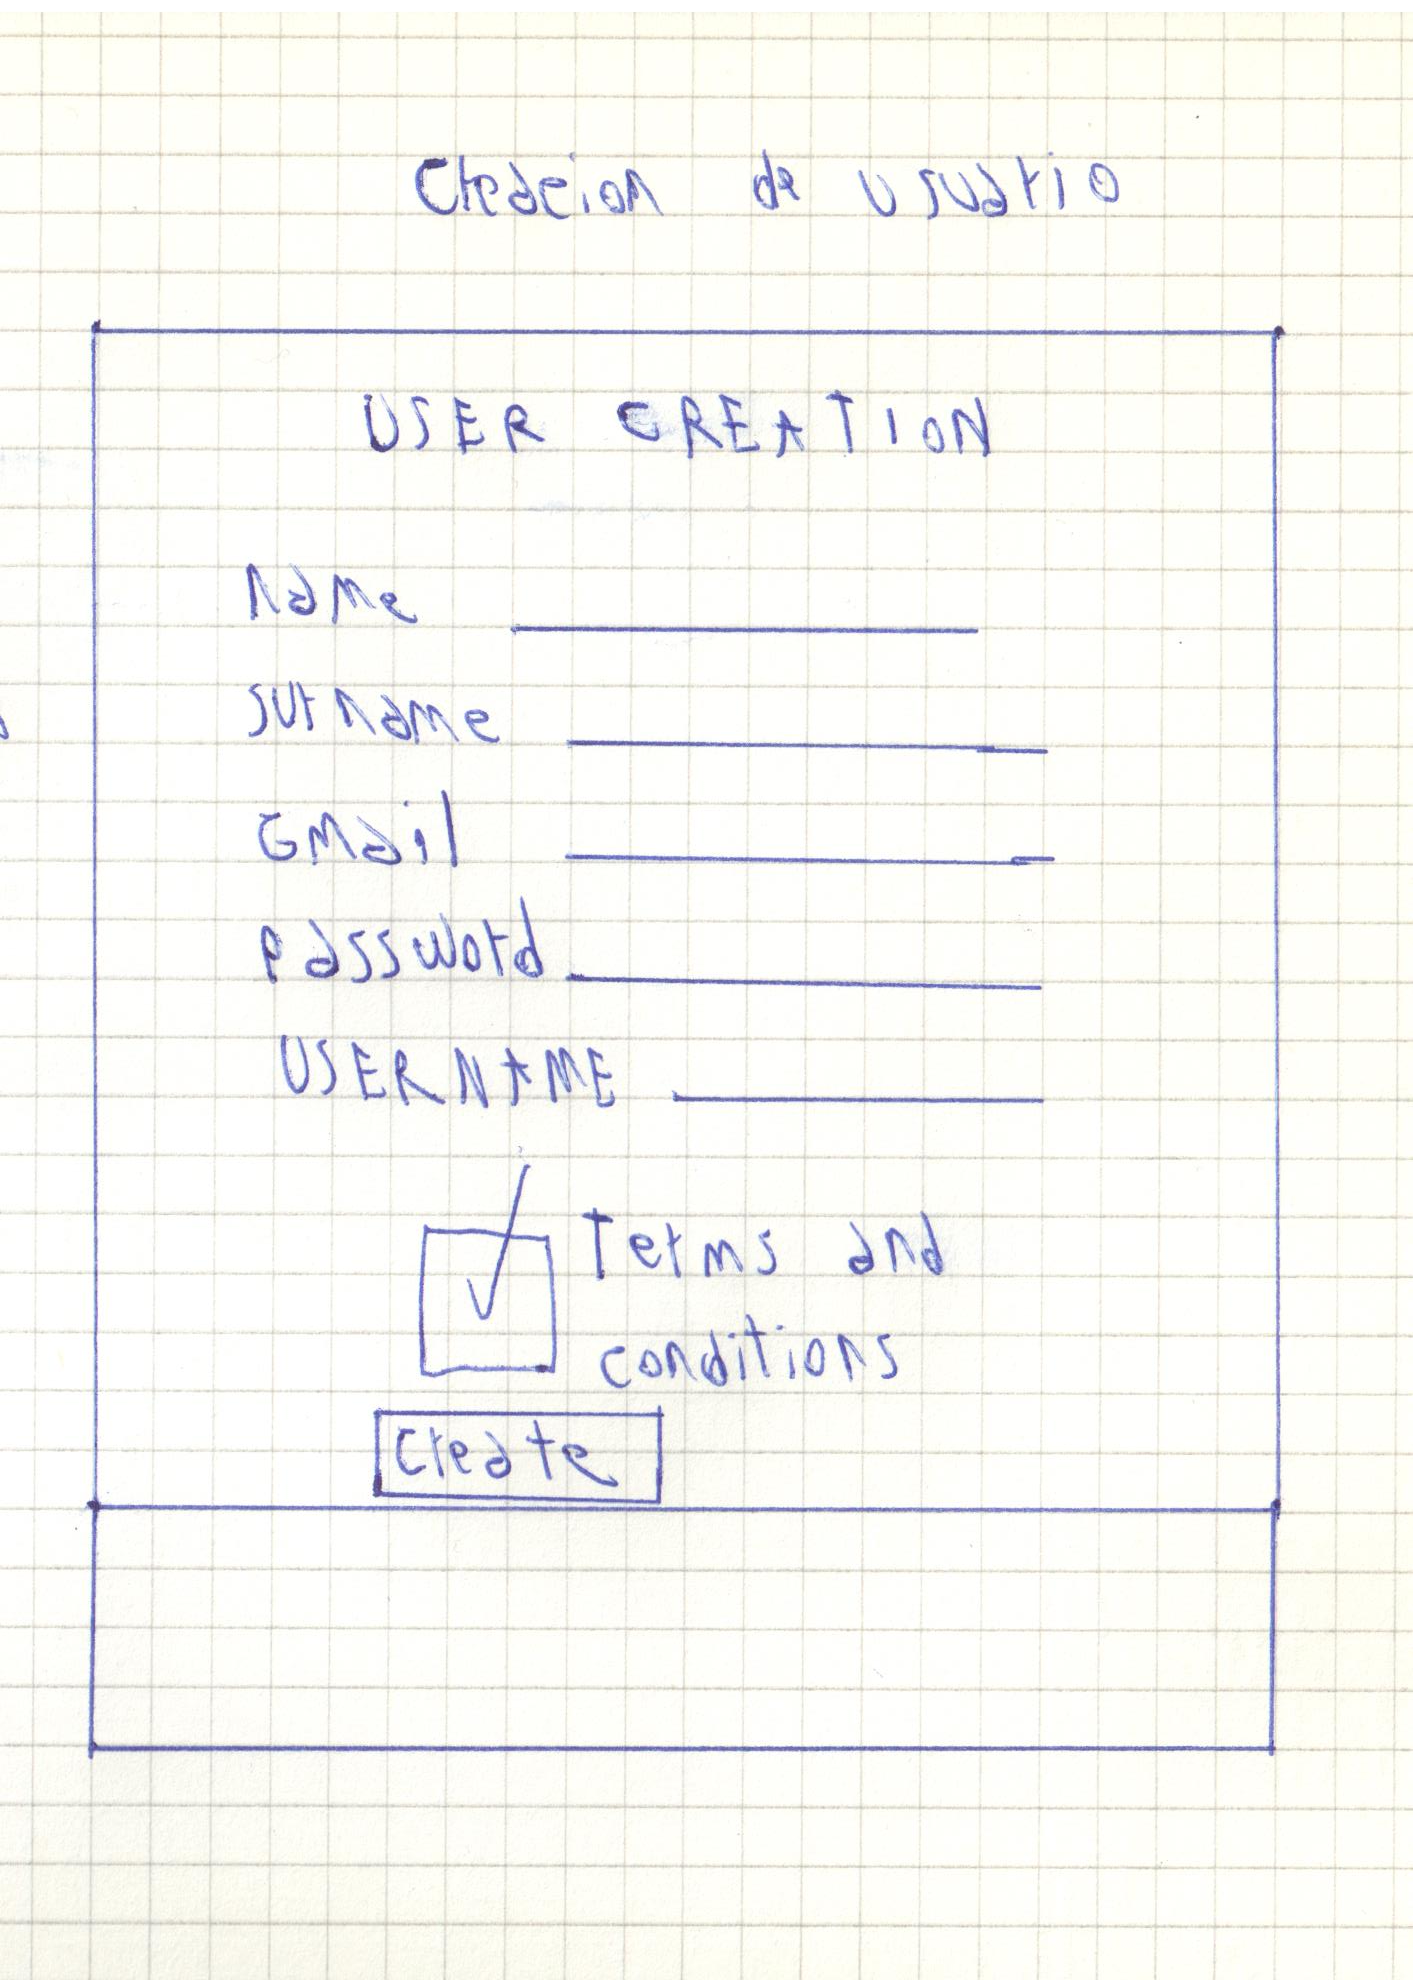 Creacion de usuario
USER CREATION
name
surname
Gmail
password
USERNAME
Terms and
conditions
Create